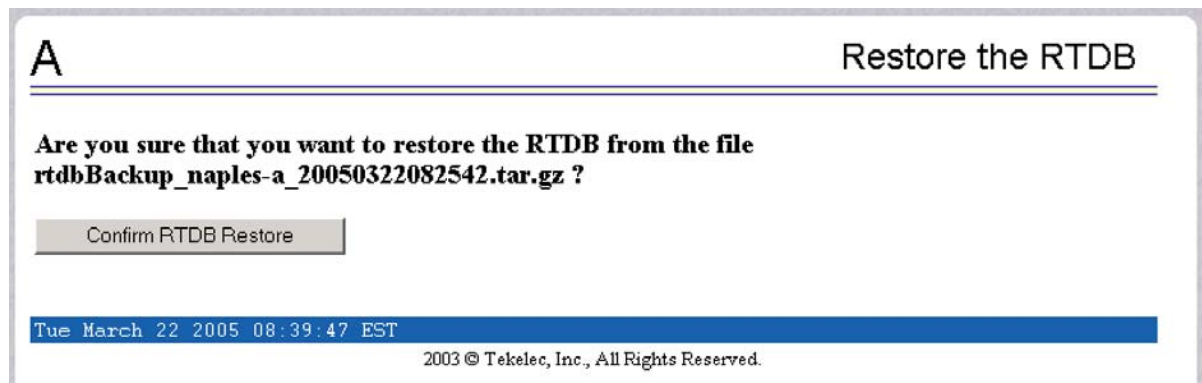 A
Restore the RTDB
Are you sure that you want to restore the RTDB from the file
rtdbBackup_naples-a_20050322082542.tar.gz ?
Confirm RTDB Restore
Tue March 22 2005 08:39:47 EST
2003 © Tekelec, Inc., All Rights Reserved.